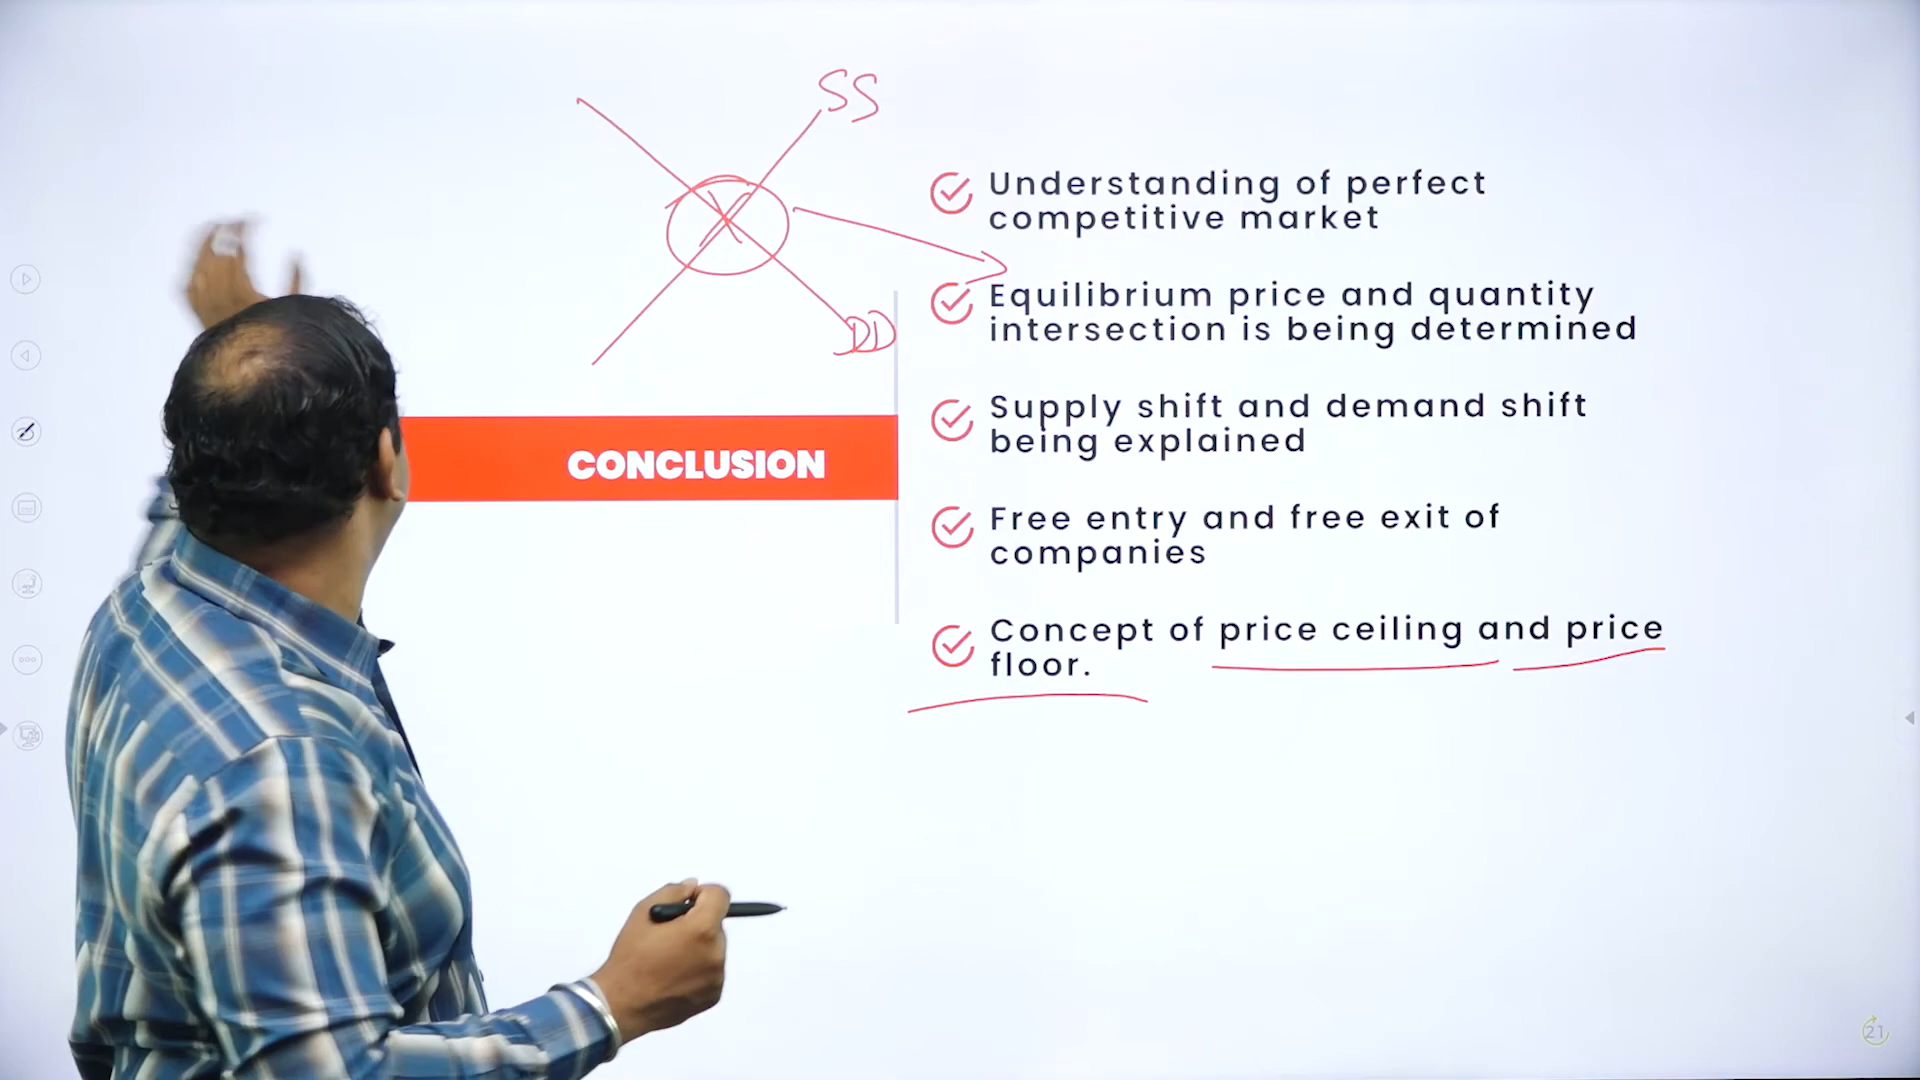 SS
DD
CONCLUSION
Understanding of perfect
competitive market
Equilibrium price and quantity
intersection is being determined
Supply shift and demand shift
being explained
Free entry and free exit of
companies
Concept of price ceiling and price
floor.
21